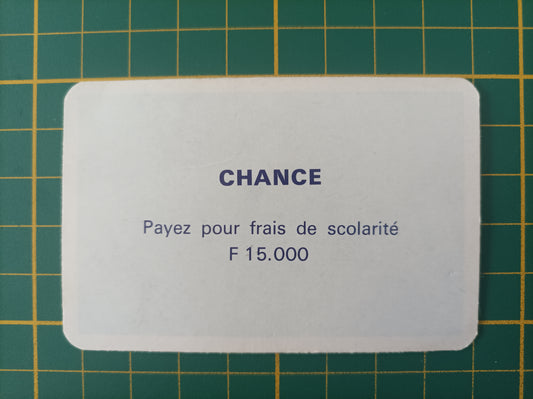 CHANCE
Payez pour frais de scolarité
F 15.000